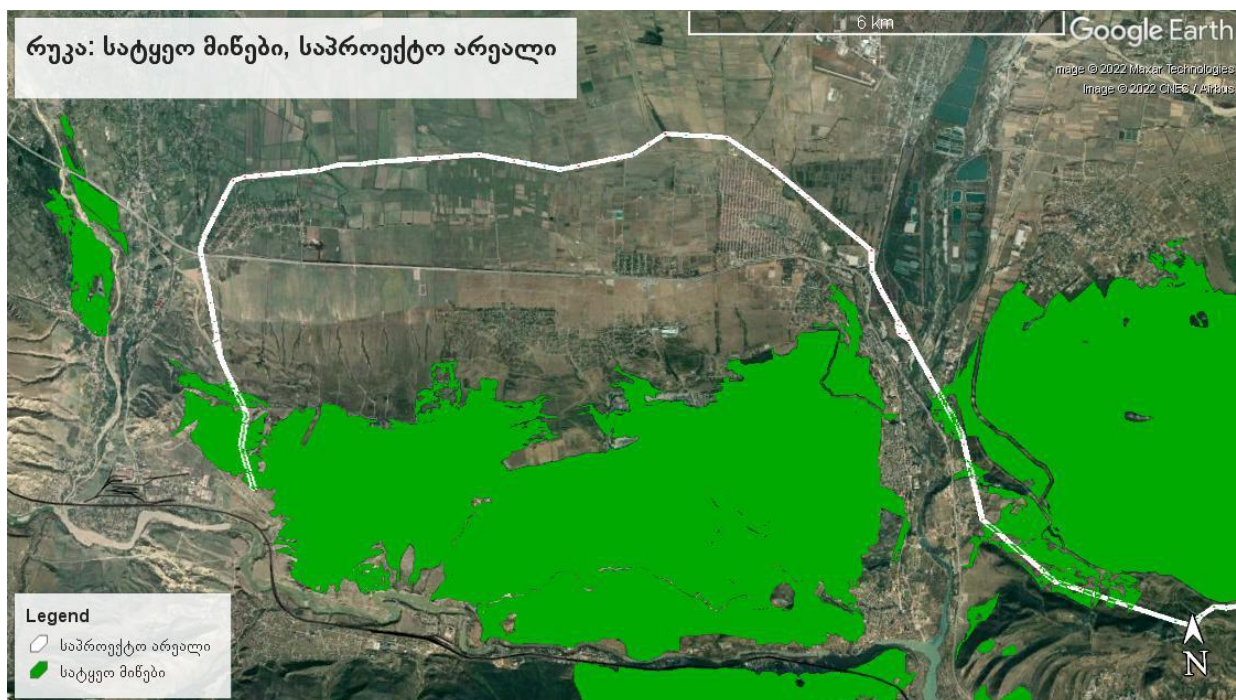 რუკა: სატყეო მიწები, საპროექტო არეალი
6 km
Google Earth
mage © 2022 Maxar Technologies
Image © 2022 CNES / Airbus
Legend
საპროექტო არეალი
სატყეო მიწები
N